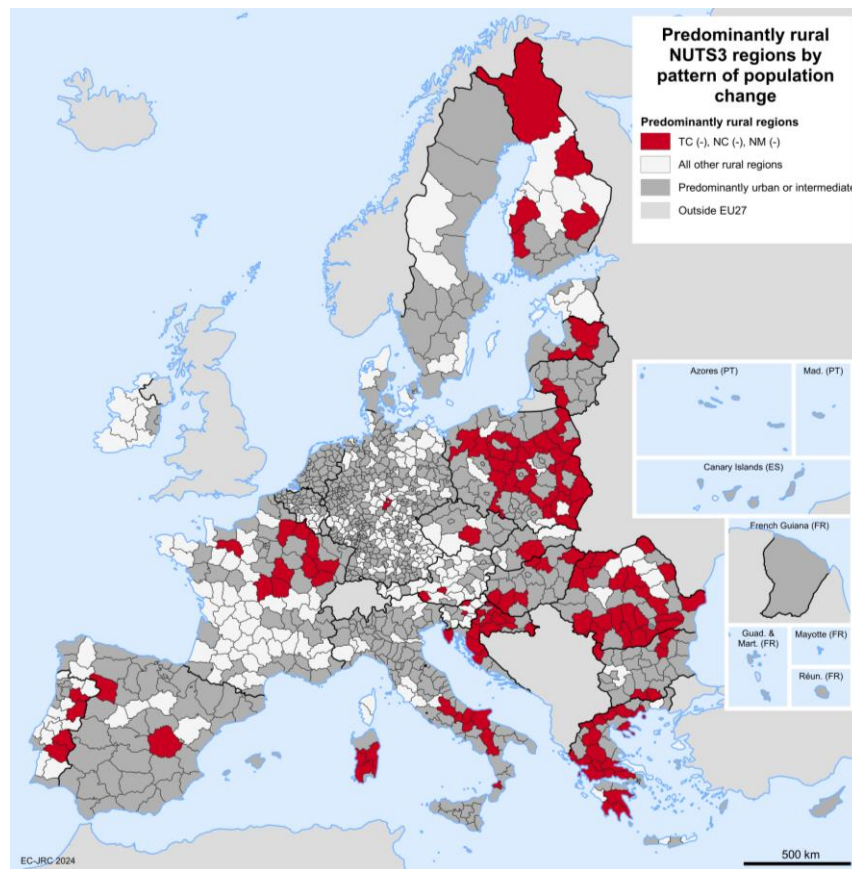 Predominantly rural
NUTS3 regions by
pattern of population
change
Predominantly rural regions
TC (-), NC (-), NM (-)
All other rural regions
Predominantly urban or intermediate
Outside EU27
Azores (PT)
Mad. (PT)
Canary Islands (ES)
French Guiana (FR)
Guad. &
Mart. (FR)
Mayotte (FR)
Réun. (FR)
EC-JRC 2024
500 km